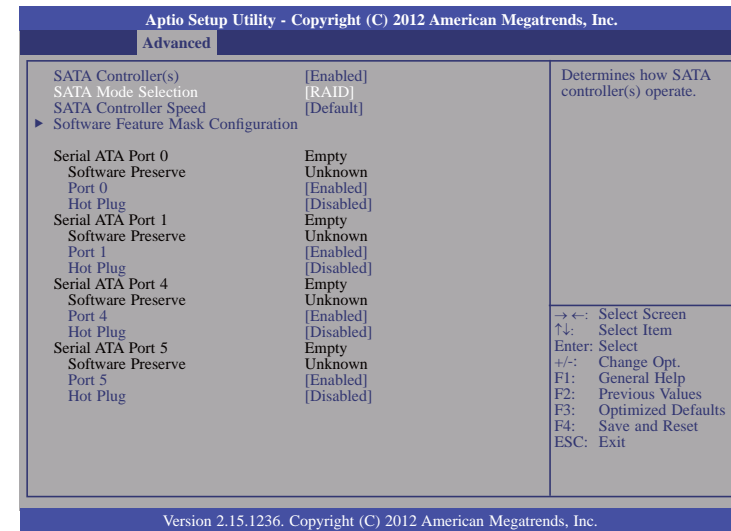 Aptio Setup Utility - Copyright (C) 2012 American Megatrends, Inc.
Advanced
SATA Controller(s) [Enabled]
SATA Mode Selection [RAID]
SATA Controller Speed [Default]
▶ Software Feature Mask Configuration
Serial ATA Port 0 Empty
Software Preserve Unknown
Port 0 [Enabled]
Hot Plug [Disabled]
Serial ATA Port 1 Empty
Software Preserve Unknown
Port 1 [Enabled]
Hot Plug [Disabled]
Serial ATA Port 4 Empty
Software Preserve Unknown
Port 4 [Enabled]
Hot Plug [Disabled]
Serial ATA Port 5 Empty
Software Preserve Unknown
Port 5 [Enabled]
Hot Plug [Disabled]
Determines how SATA
controller(s) operate.
→←: Select Screen
↑↓: Select Item
Enter: Select
+/-: Change Opt.
F1: General Help
F2: Previous Values
F3: Optimized Defaults
F4: Save and Reset
ESC: Exit
Version 2.15.1236. Copyright (C) 2012 American Megatrends, Inc.